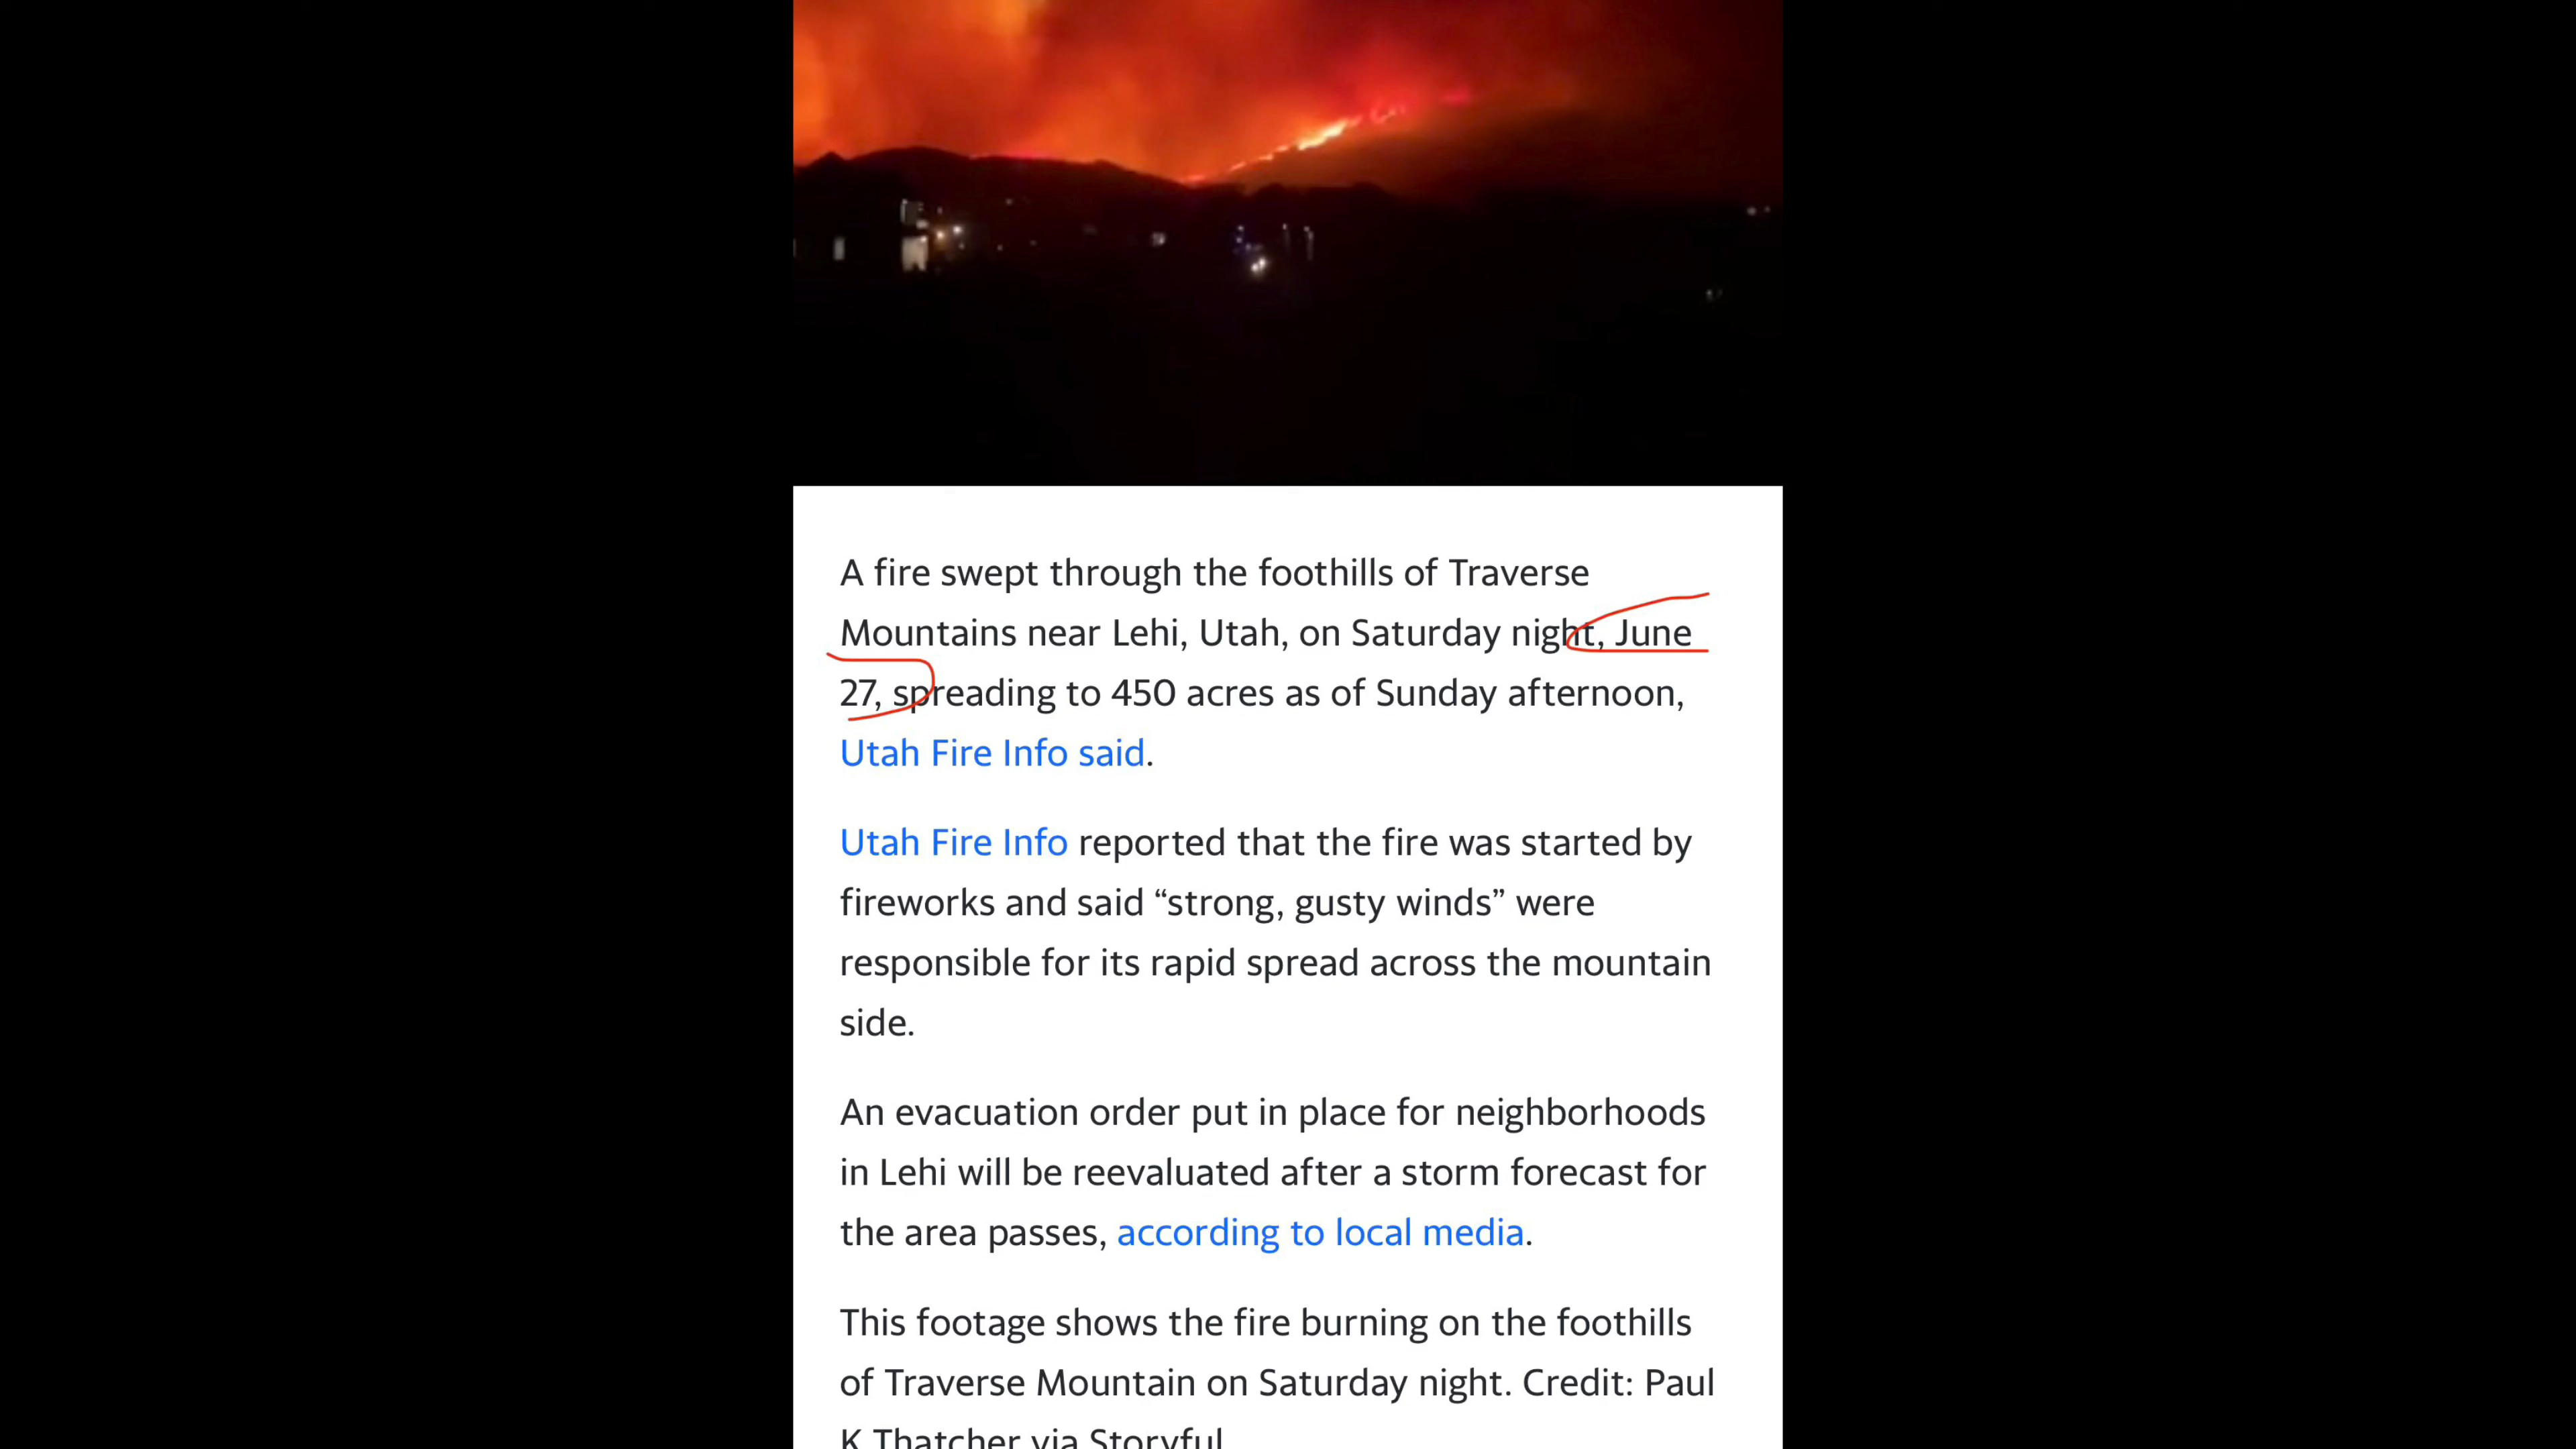 A fire swept through the foothills of Traverse
Mountains near Lehi, Utah, on Saturday night, June
27, spreading to 450 acres as of Sunday afternoon,
Utah Fire Info said.
Utah Fire Info reported that the fire was started by
fireworks and said “strong, gusty winds” were
responsible for its rapid spread across the mountain
side.
An evacuation order put in place for neighborhoods
in Lehi will be reevaluated after a storm forecast for
the area passes, according to local media.
This footage shows the fire burning on the foothills
of Traverse Mountain on Saturday night. Credit: Paul
K Thatcher via Storyful